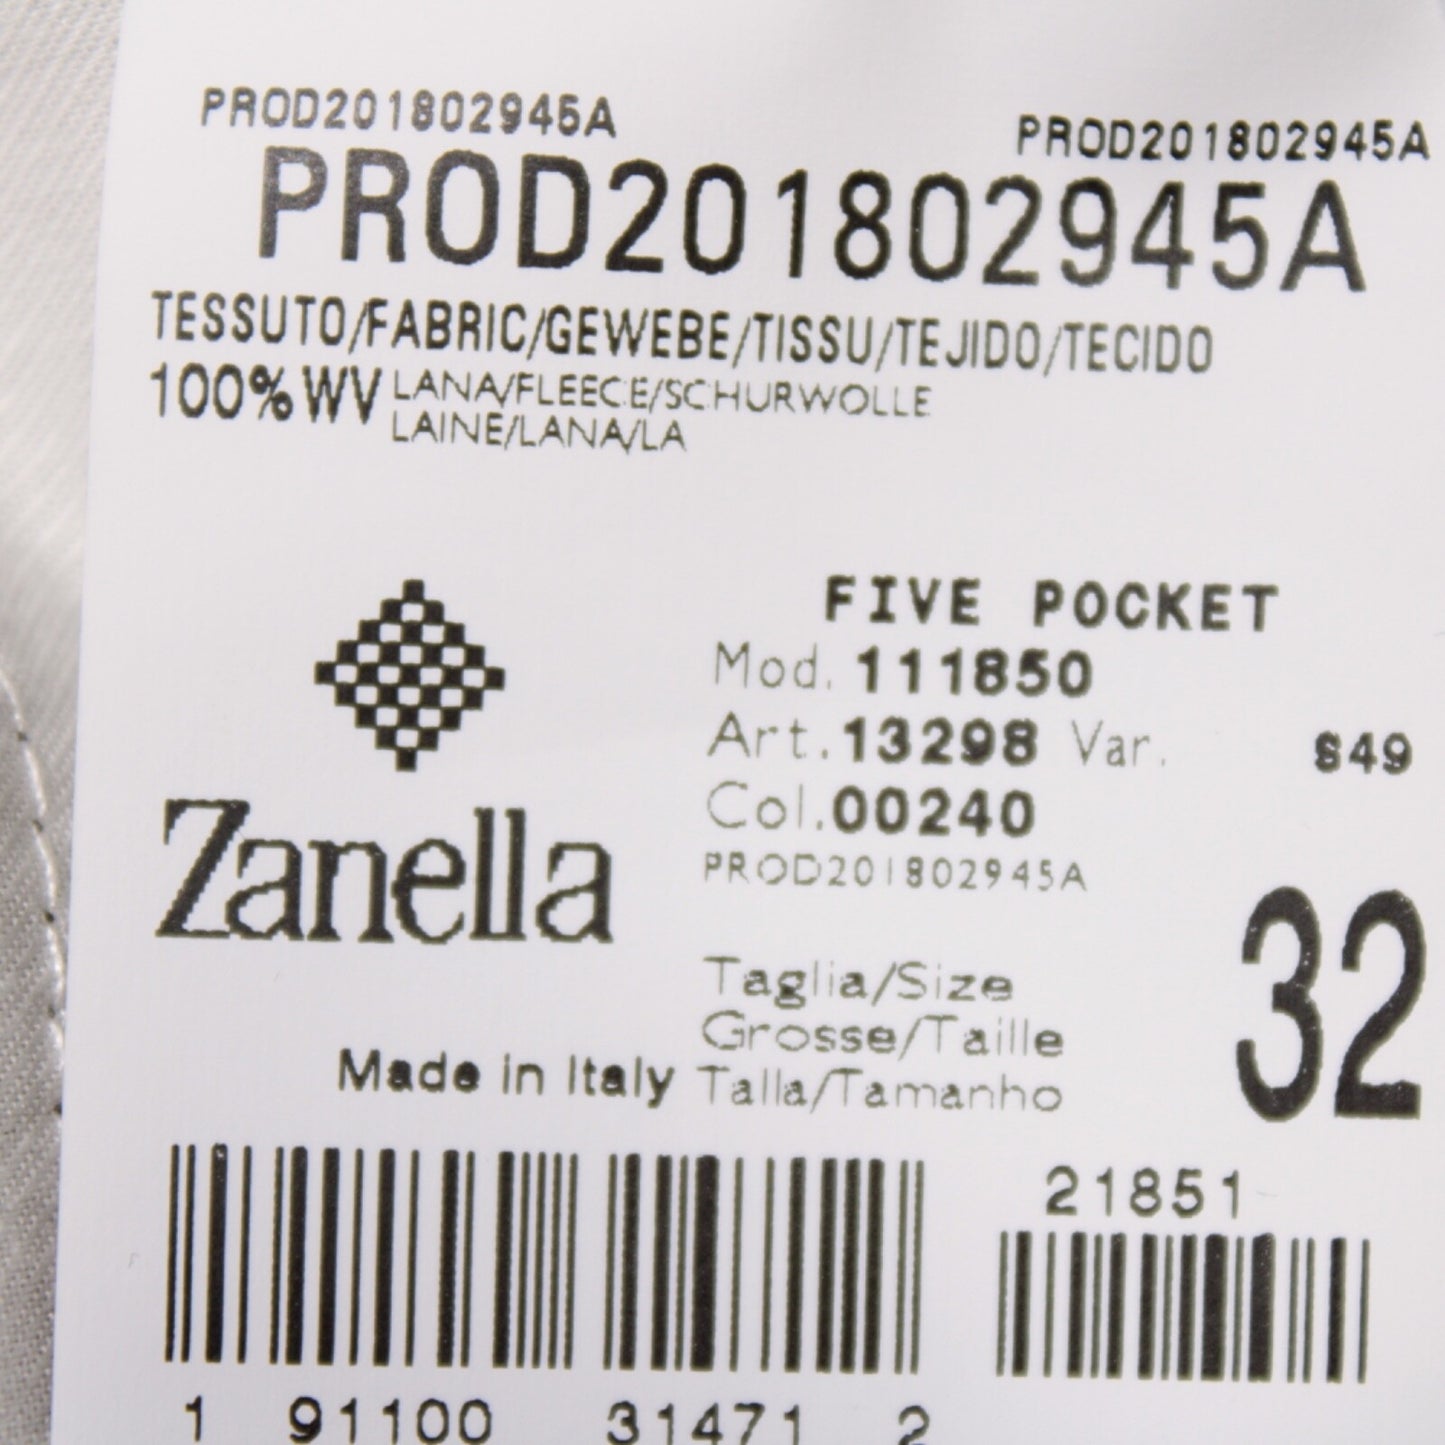 PROD201802945A
PROD201802945A
PROD201802945A
TESSUTO/FABRIC/GEWEBE/TISSU/TEJIDO/TECIDO
100%WV LANA/FLEECE/SCHURWOLLE
LAINE/LANA/LA
FIVE POCKET
Mod. 111850
Art. 13298 Var. S49
Col. 00240
PROD201802945A
Zanella
32
Taglia/Size
Grosse/Taille
Talla/Tamanho
Made in Italy
21851
1 91100 31471 2